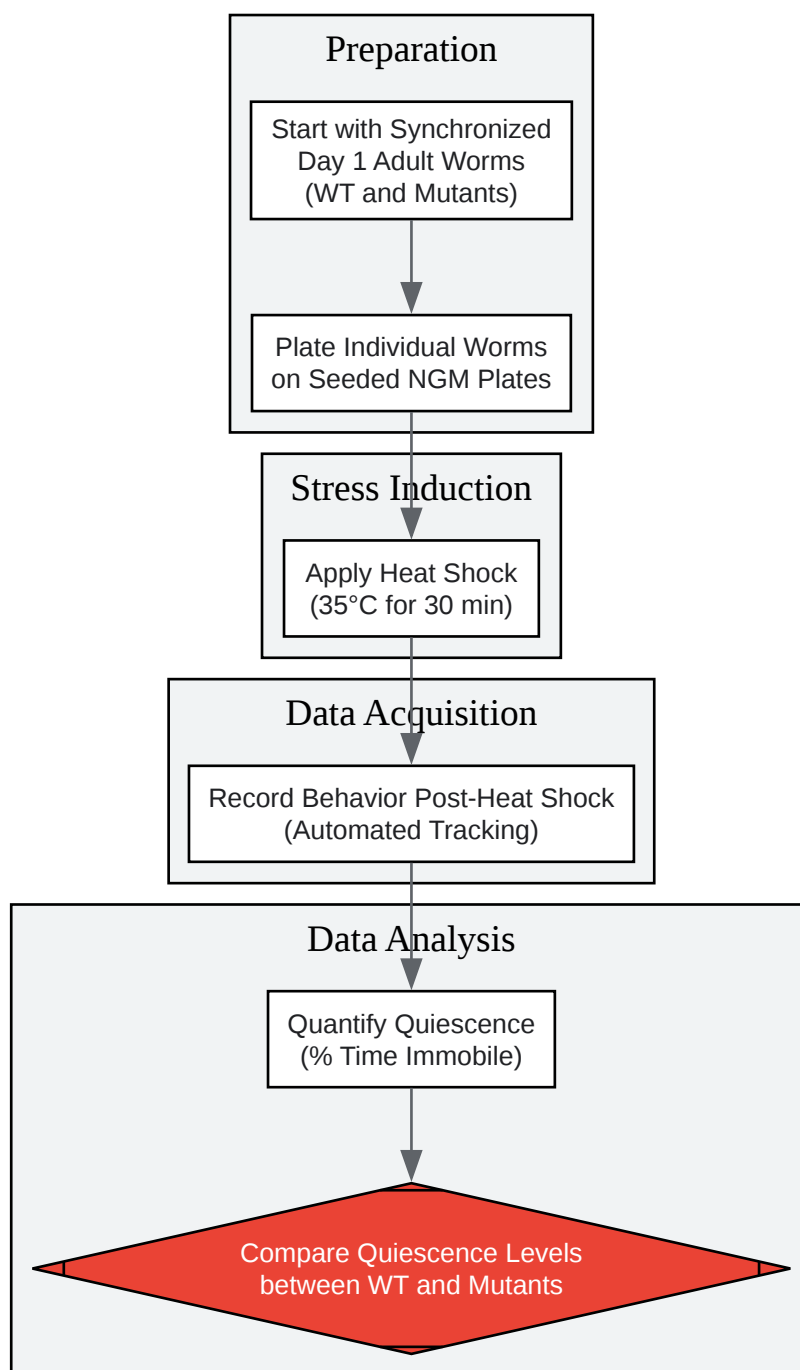 Preparation
Start with Synchronized
Day 1 Adult Worms
(WT and Mutants)
Plate Individual Worms
on Seeded NGM Plates
Stress Induction
Apply Heat Shock
(35°C for 30 min)
Data Acquisition
Record Behavior Post-Heat Shock
(Automated Tracking)
Data Analysis
Quantify Quiescence
(% Time Immobile)
Compare Quiescence Levels
between WT and Mutants